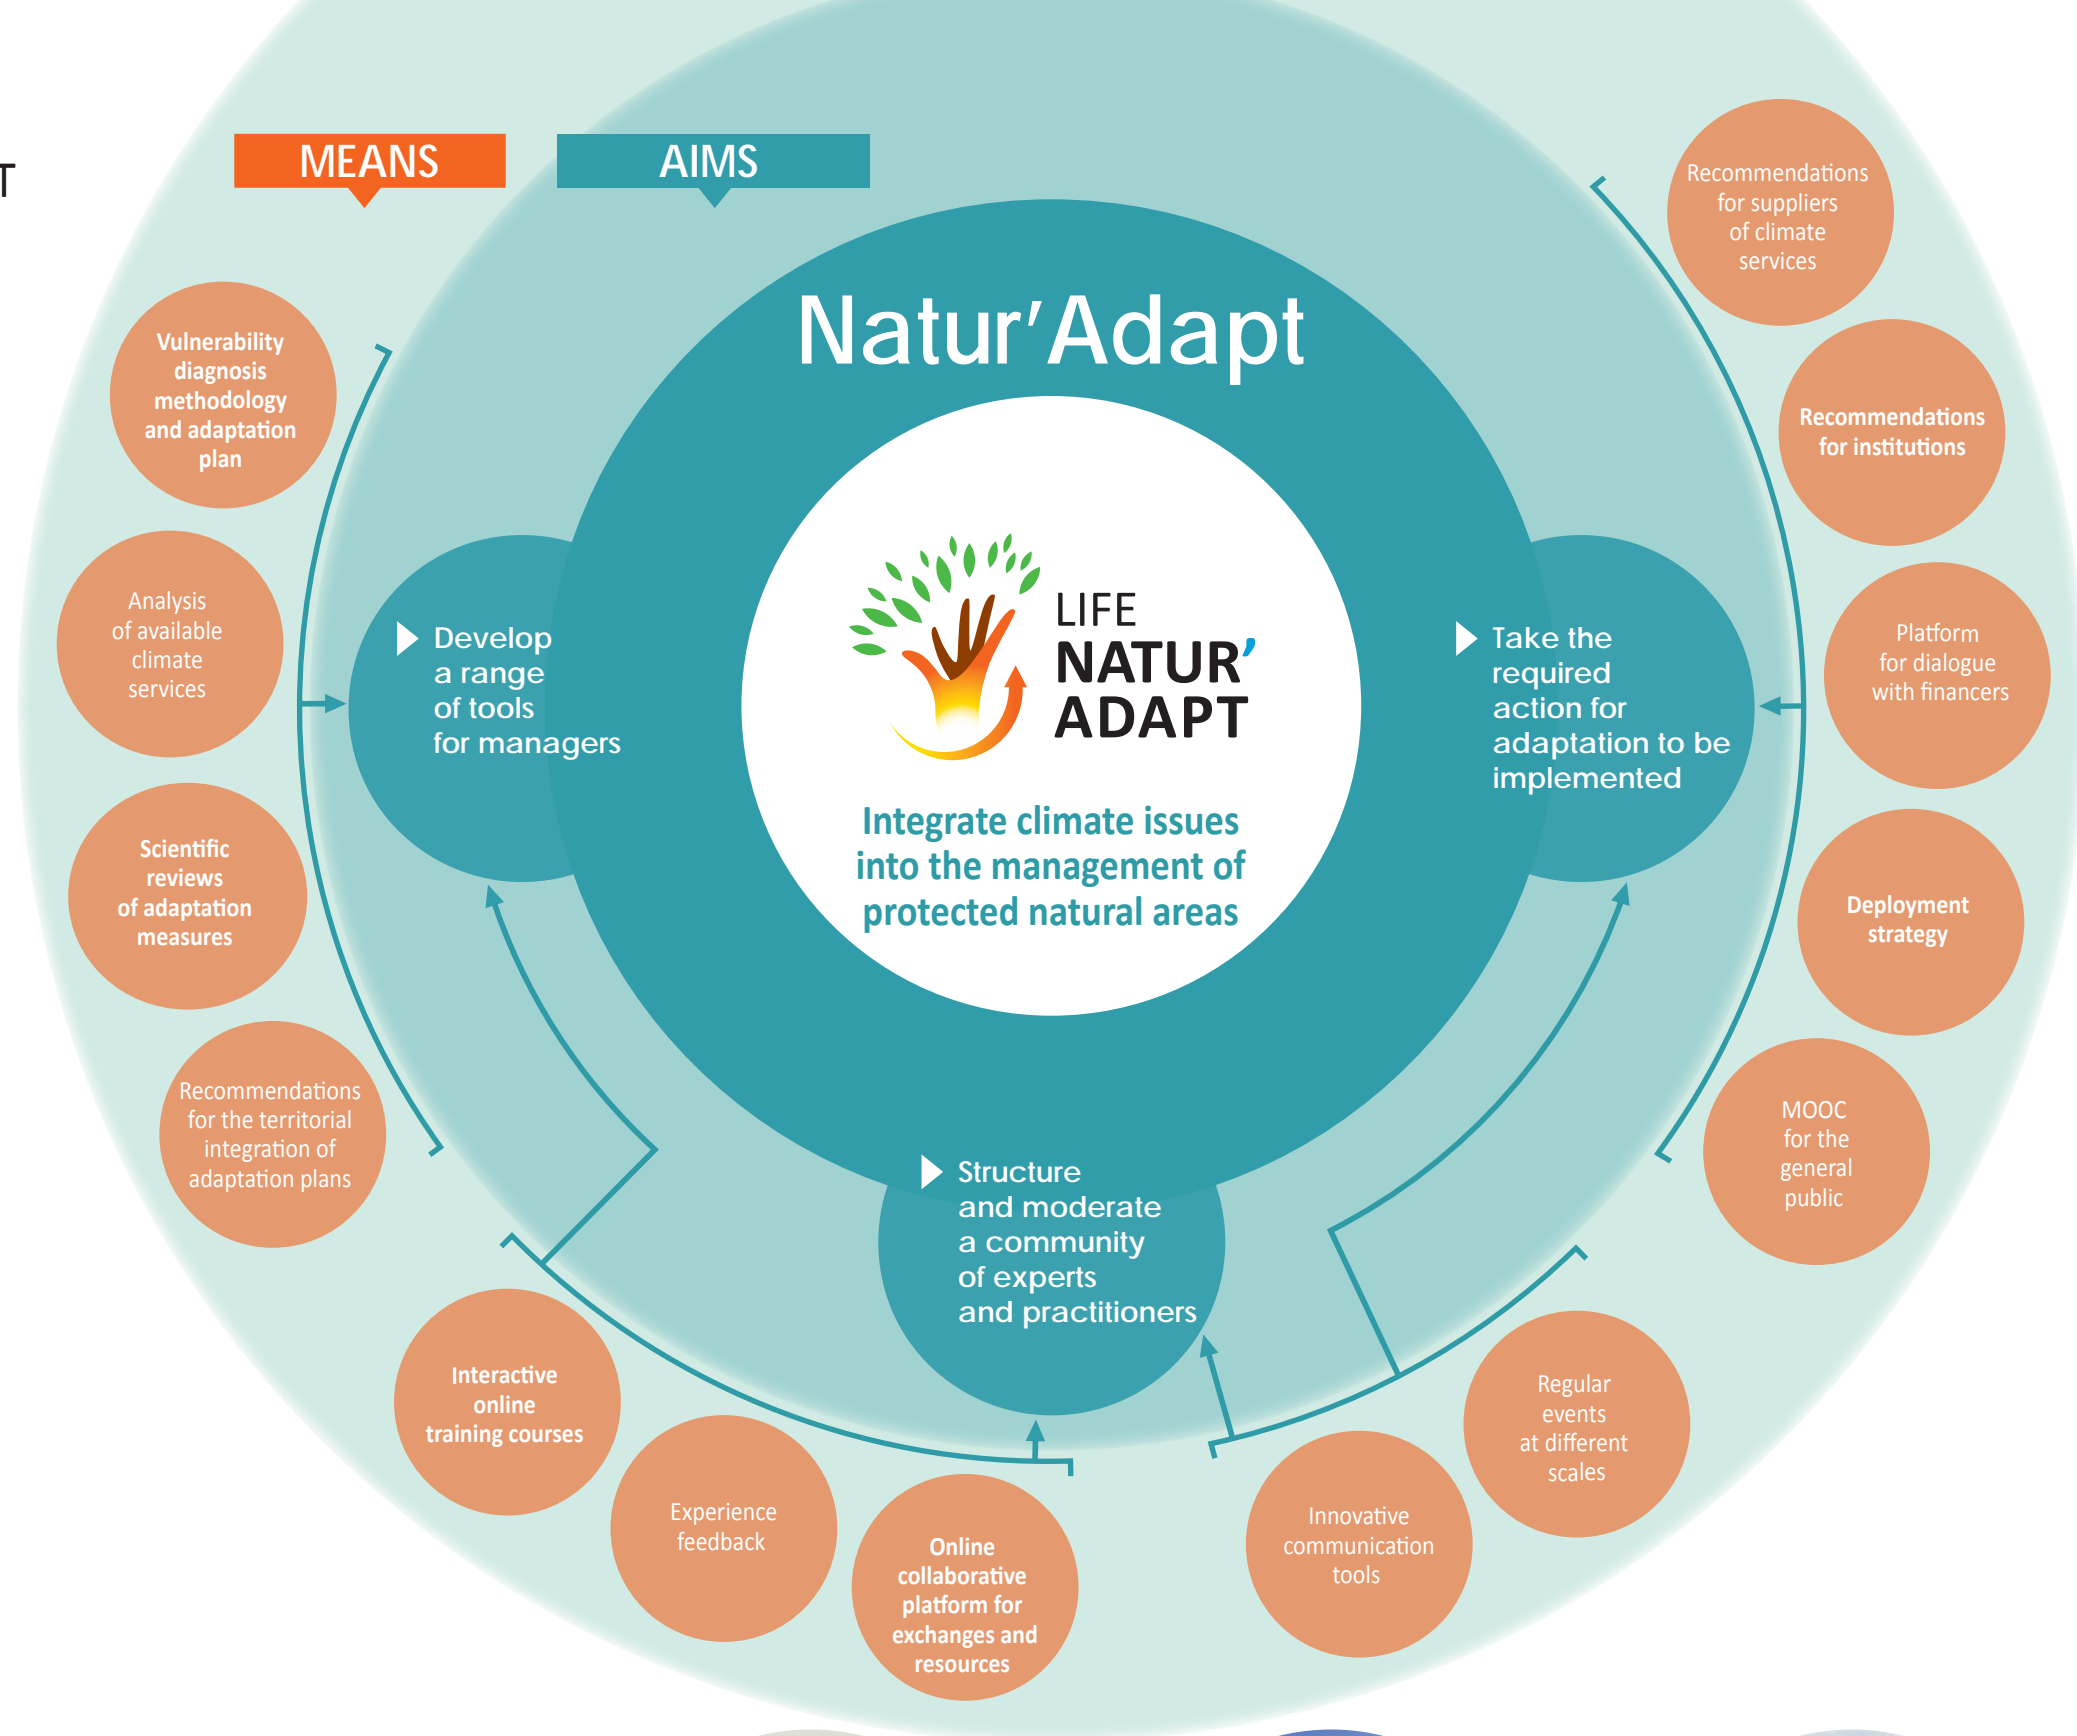 T
MEANS
AIMS
Natur'Adapt
LIFE
NATUR'
ADAPT
Integrate climate issues
into the management of
protected natural areas
Develop
a range
of tools
for managers
Take the
required
action for
adaptation to be
implemented
Structure
and moderate
a community
of experts
and practitioners
Vulnerability
diagnosis
methodology
and adaptation
plan
Analysis
of available
climate
services
Scientific
reviews
of adaptation
measures
Recommendations
for the territorial
integration of
adaptation plans
Interactive
online
training courses
Experience
feedback
Online
collaborative
platform for
exchanges and
resources
Innovative
communication
tools
Regular
events
at different
scales
MOOC
for the
general
public
Deployment
strategy
Platform
for dialogue
with financers
Recommendations
for institutions
Recommendations
for suppliers
of climate
services